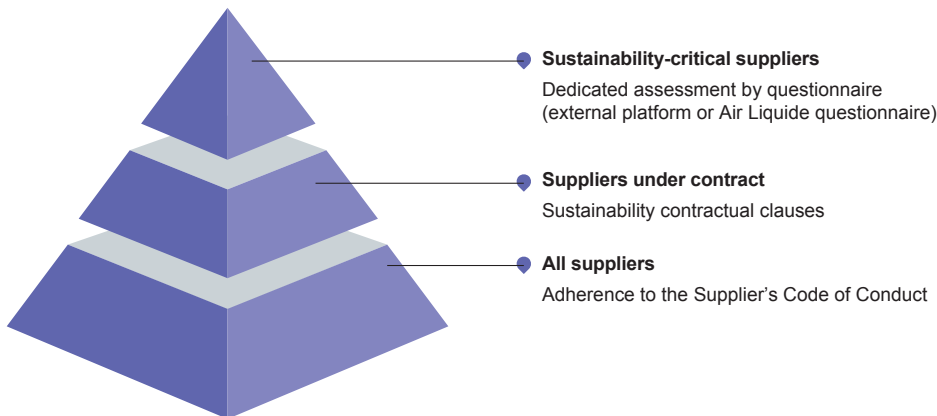 Sustainability-critical suppliers
Dedicated assessment by questionnaire
(external platform or Air Liquide questionnaire)
Suppliers under contract
Sustainability contractual clauses
All suppliers
Adherence to the Supplier’s Code of Conduct